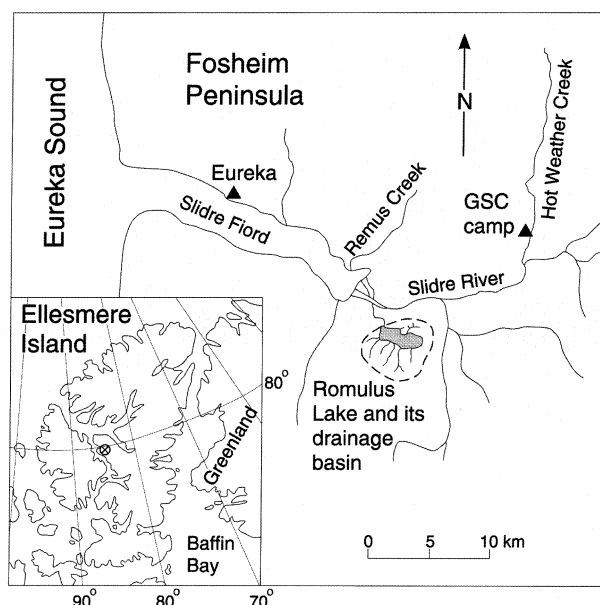 Fosheim
Peninsula
Eureka Sound
N
Hot Weather Creek
Eureka
Slidre Fiord
Remus Creek
GSC
camp
Slidre River
Romulus
Lake and its
drainage
basin
0 5 10 km
Ellesmere
Island
80°
Greenland
Baffin
Bay
90° 80° 70°